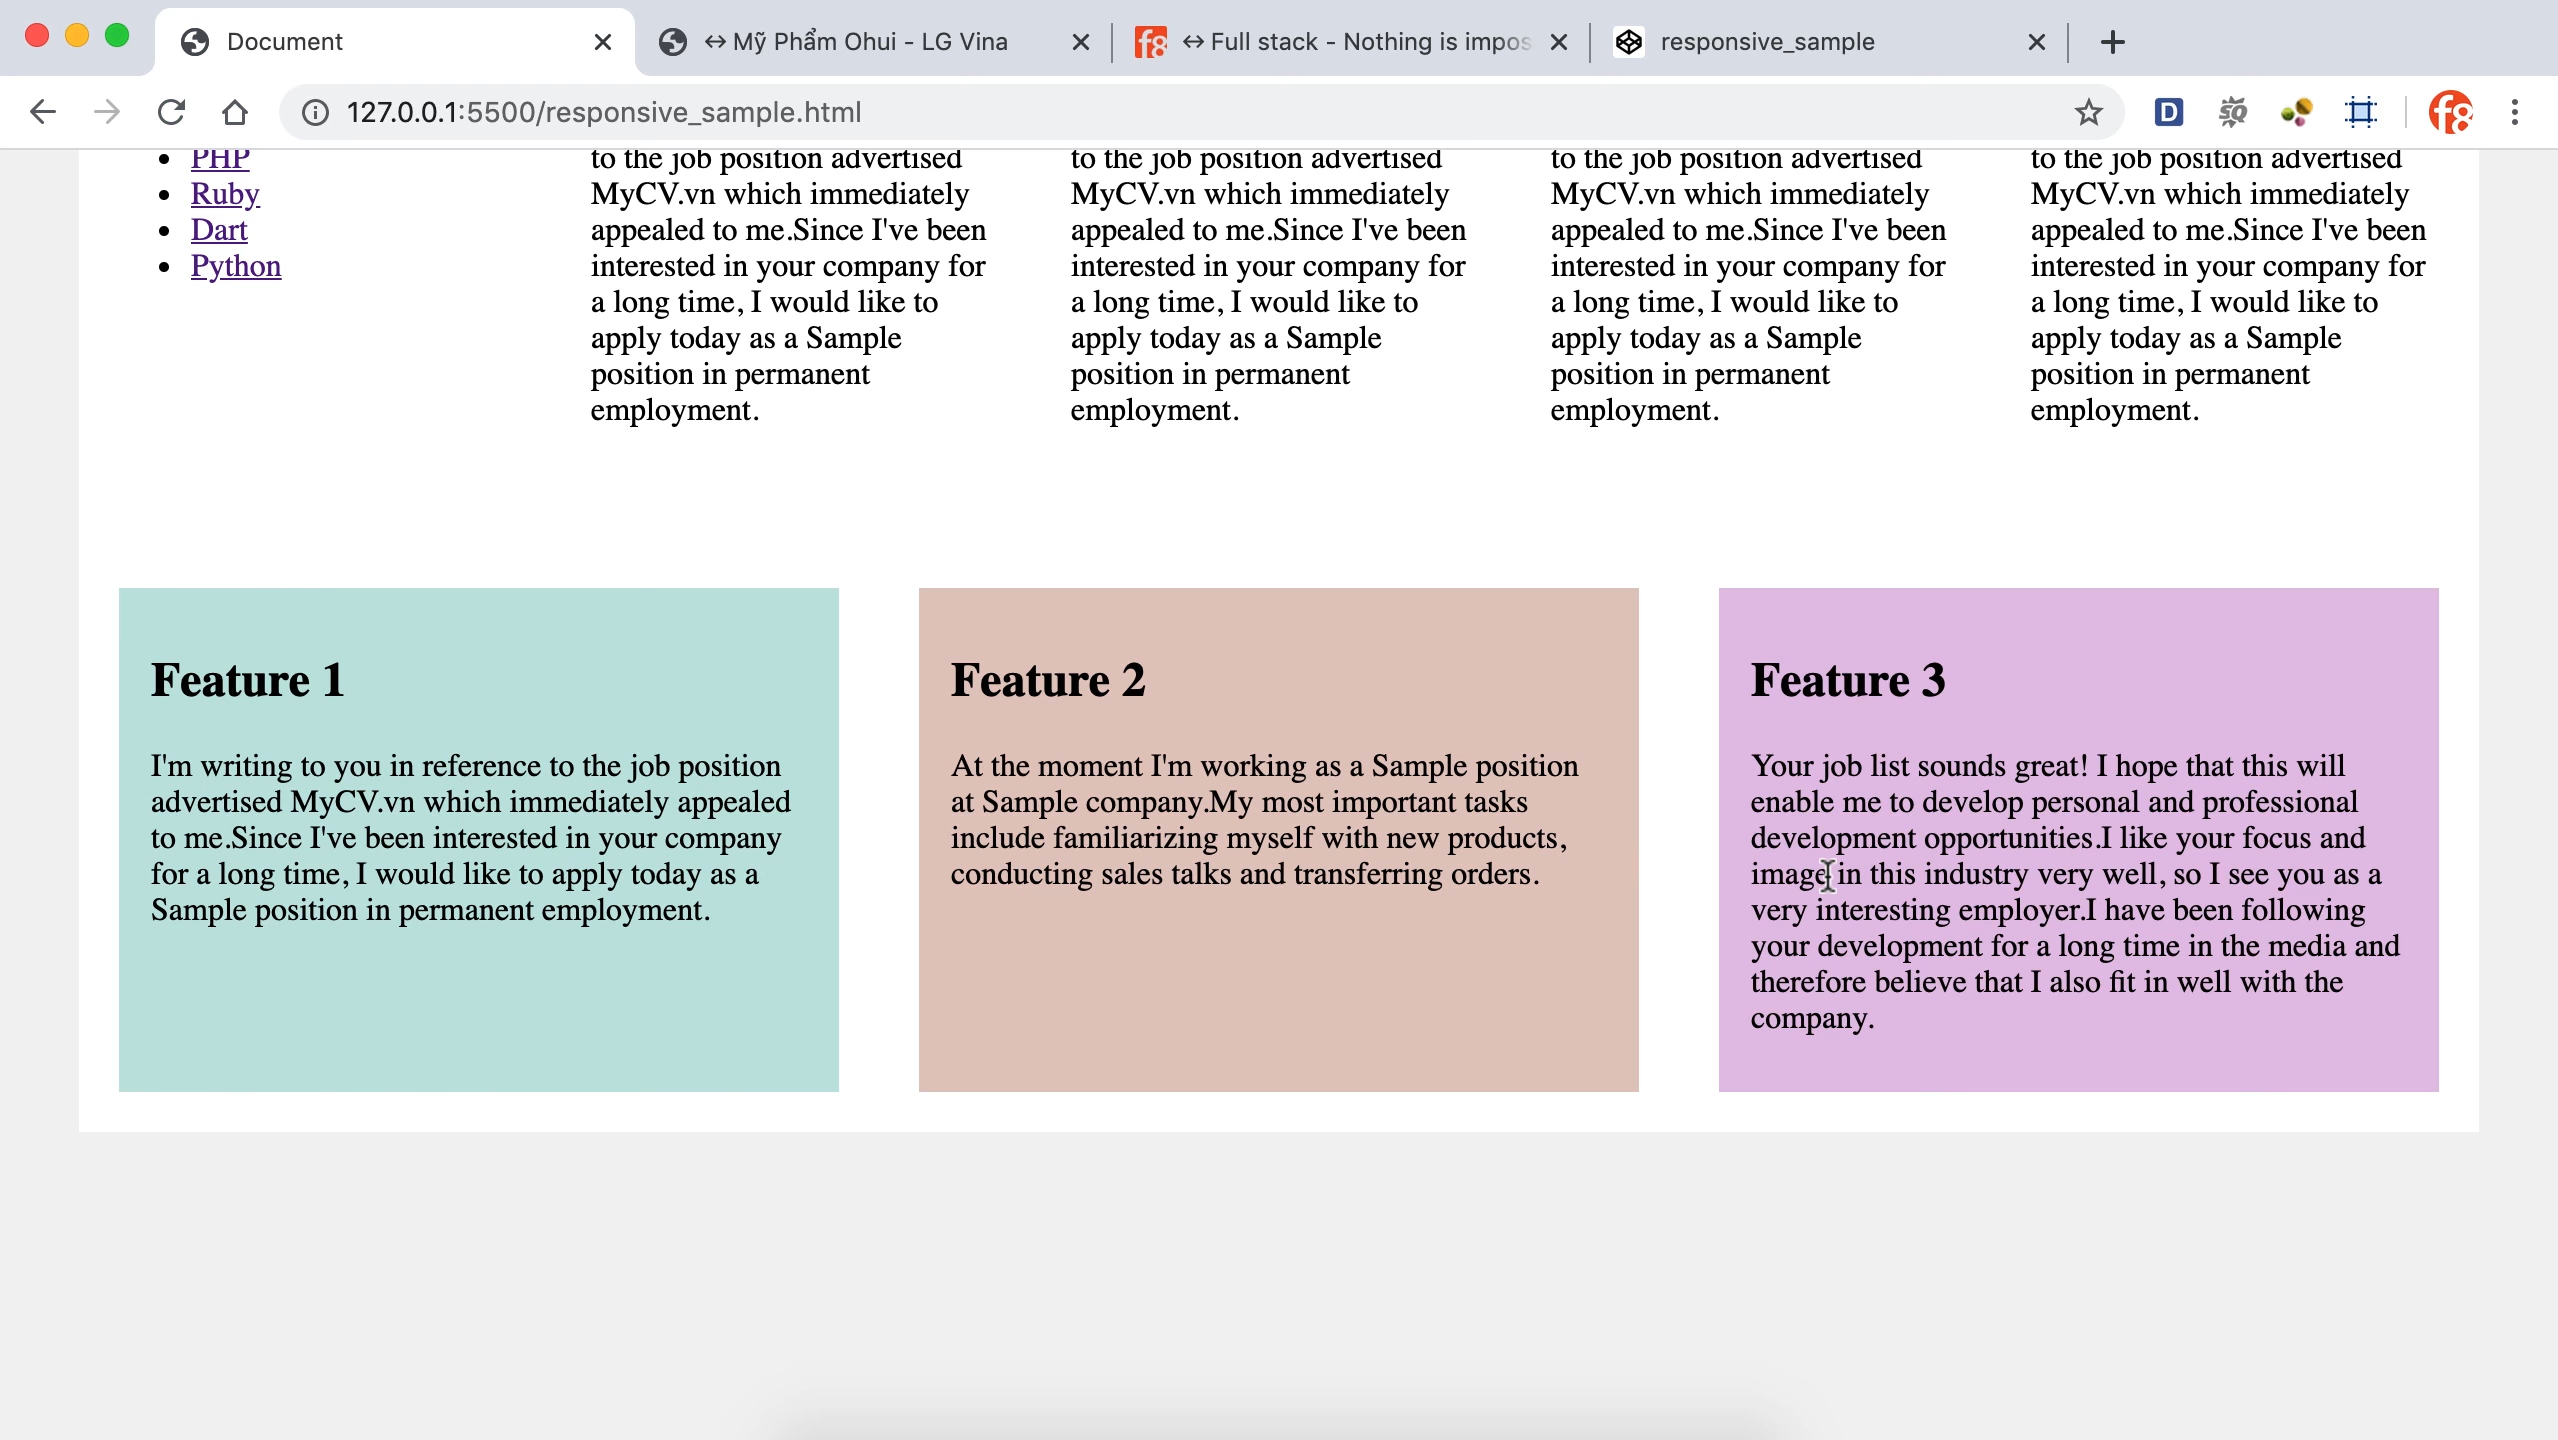 Document
↔ Mỹ Phẩm Ohui - LG Vina
f8
↔ Full stack - Nothing is impos
responsive_sample
127.0.0.1:5500/responsive_sample.html
D
SQ
f8
PHP
Ruby
Dart
Python
to the job position advertised
MyCV.vn which immediately
appealed to me.Since I've been
interested in your company for
a long time, I would like to
apply today as a Sample
position in permanent
employment.
to the job position advertised
MyCV.vn which immediately
appealed to me.Since I've been
interested in your company for
a long time, I would like to
apply today as a Sample
position in permanent
employment.
to the job position advertised
MyCV.vn which immediately
appealed to me.Since I've been
interested in your company for
a long time, I would like to
apply today as a Sample
position in permanent
employment.
to the job position advertised
MyCV.vn which immediately
appealed to me.Since I've been
interested in your company for
a long time, I would like to
apply today as a Sample
position in permanent
employment.
Feature 1
I'm writing to you in reference to the job position
advertised MyCV.vn which immediately appealed
to me.Since I've been interested in your company
for a long time, I would like to apply today as a
Sample position in permanent employment.
Feature 2
At the moment I'm working as a Sample position
at Sample company.My most important tasks
include familiarizing myself with new products,
conducting sales talks and transferring orders.
Feature 3
Your job list sounds great! I hope that this will
enable me to develop personal and professional
development opportunities.I like your focus and
image in this industry very well, so I see you as a
very interesting employer.I have been following
your development for a long time in the media and
therefore believe that I also fit in well with the
company.